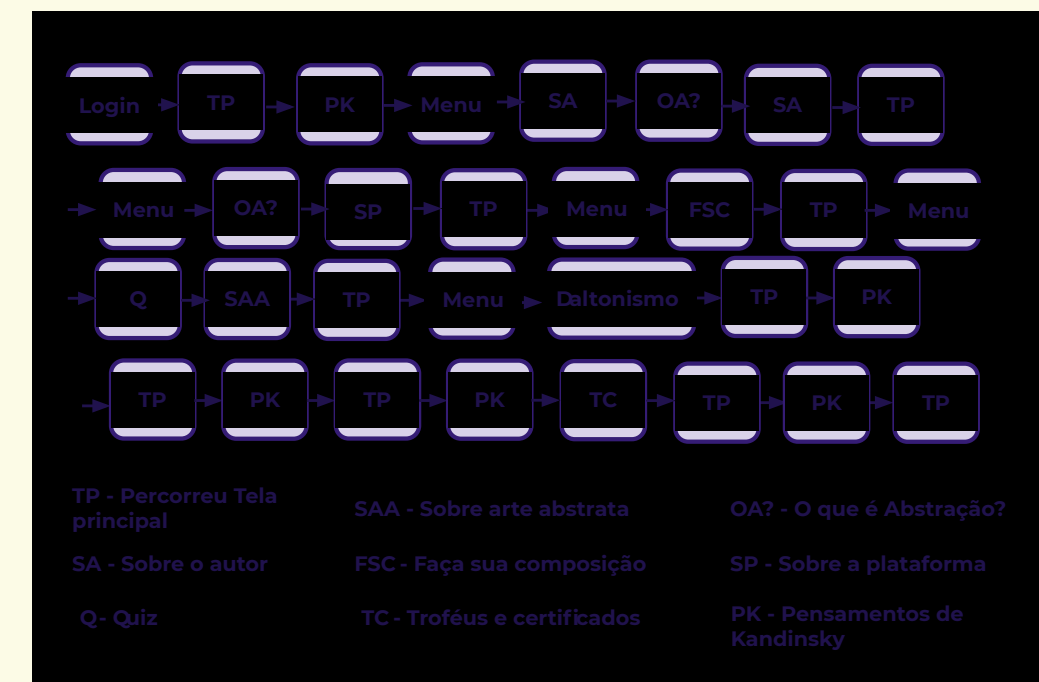 Login TP PK Menu SA OA? SA TP
Menu OA? SP TP Menu FSC TP Menu
Q SAA TP Menu Daltonismo TP PK
TP PK TP PK TC TP PK TP
TP - Percorreu Tela
principal
SAA - Sobre arte abstrata
OA? - O que é Abstração?
SA - Sobre o autor
FSC - Faça sua composição
SP - Sobre a plataforma
Q- Quiz
TC - Troféus e certificados
PK - Pensamentos de
Kandinsky